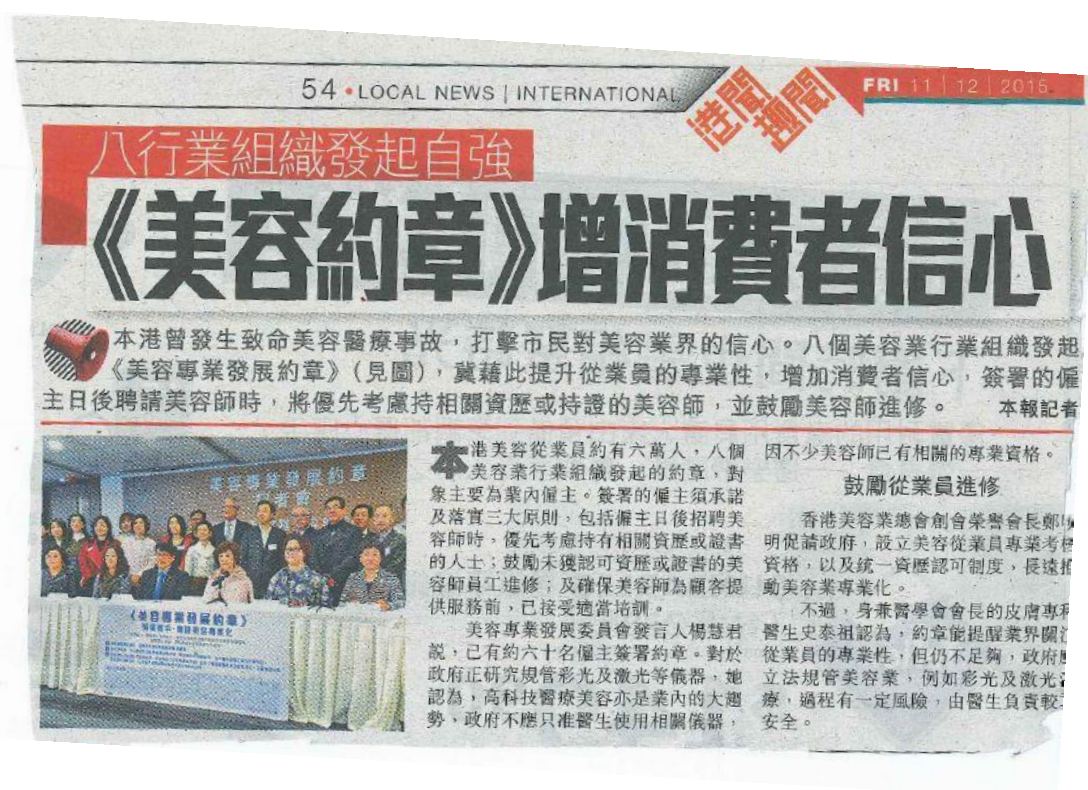 54 • LOCAL NEWS | INTERNATIONAL
港聞
趣聞
FRI 11 | 12 | 2015
八行業組織發起自強
《美容約章》增消費者信心
本港曾發生致命美容醫療事故，打擊市民對美容業界的信心。八個美容業行業組織發起
《美容專業發展約章》（見圖），冀藉此提升從業員的專業性，增加消費者信心，簽署的僱
主日後聘請美容師時，將優先考慮持相關資歷或持證的美容師，並鼓勵美容師進修。 本報記者
美容專業發展約章
記者會
《美容專業發展約章》
本港美容從業員約有六萬人，八個
美容業行業組織發起的約章，對
象主要為業內僱主。簽署的僱主須承諾
及落實三大原則，包括僱主日後招聘美
容師時，優先考慮持有相關資歷或證書
的人士；鼓勵未獲認可資歷或證書的美
容師員工進修；及確保美容師為顧客提
供服務前，已接受適當培訓。
美容專業發展委員會發言人楊慧君
説，已有約六十名僱主簽署約章。對於
政府正研究規管彩光及激光等儀器，她
認為，高科技醫療美容亦是業內的大趨
勢、政府不應只准醫生使用相關儀器，
因不少美容師已有相關的專業資格。
鼓勵從業員進修
香港美容業總會創會榮譽會長鄭
明促請政府，設立美容從業員專業考
資格，以及統一資歷認可制度，長遠
動美容業專業化。
不過，身兼醫學會會長的皮膚專科
醫生史泰祖認為，約章能提醒業界關
從業員的專業性，但仍不足夠，政府
立法規管美容業，例如彩光及激光
療，過程有一定風險，由醫生負責較
安全。